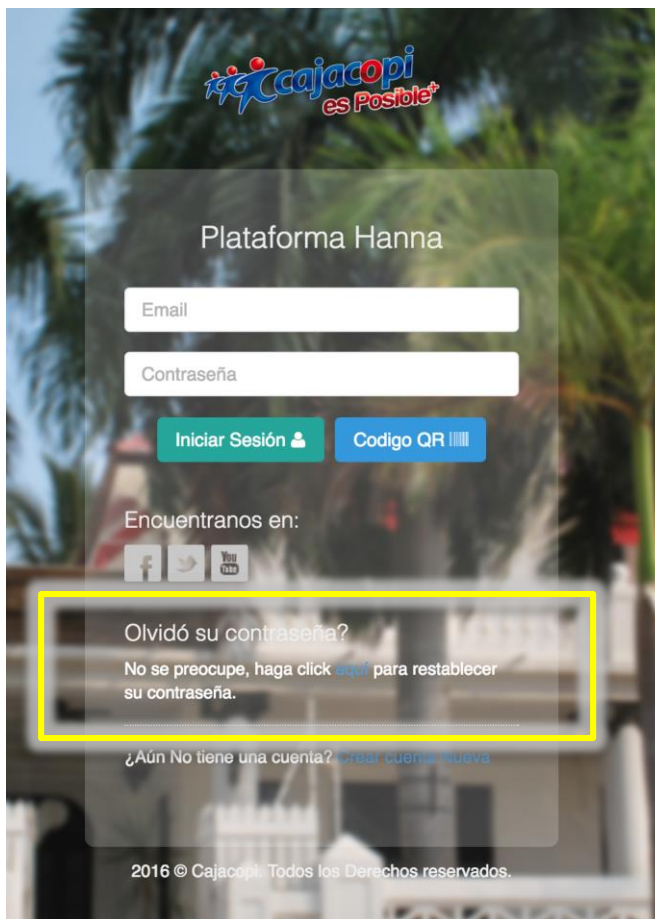 cajacopi
es Posible+
Plataforma Hanna
Email
Contraseña
Iniciar Sesión
Codigo QR
Encuentranos en:
You
Tube
Olvidó su contraseña?
No se preocupe, haga click aquí para restablecer
su contraseña.
¿Aún No tiene una cuenta? Crear cuenta Nueva
2016 © Cajacopi. Todos los Derechos reservados.